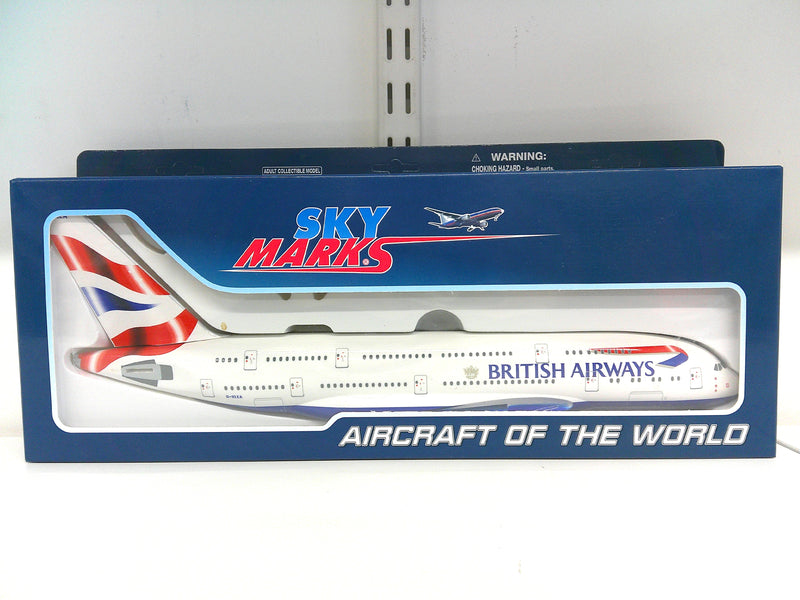 ADULT COLLECTIBLE MODEL
WARNING:
CHOKING HAZARD - Small parts.
SKY
MARKS
BRITISH AIRWAYS
AIRCRAFT OF THE WORLD